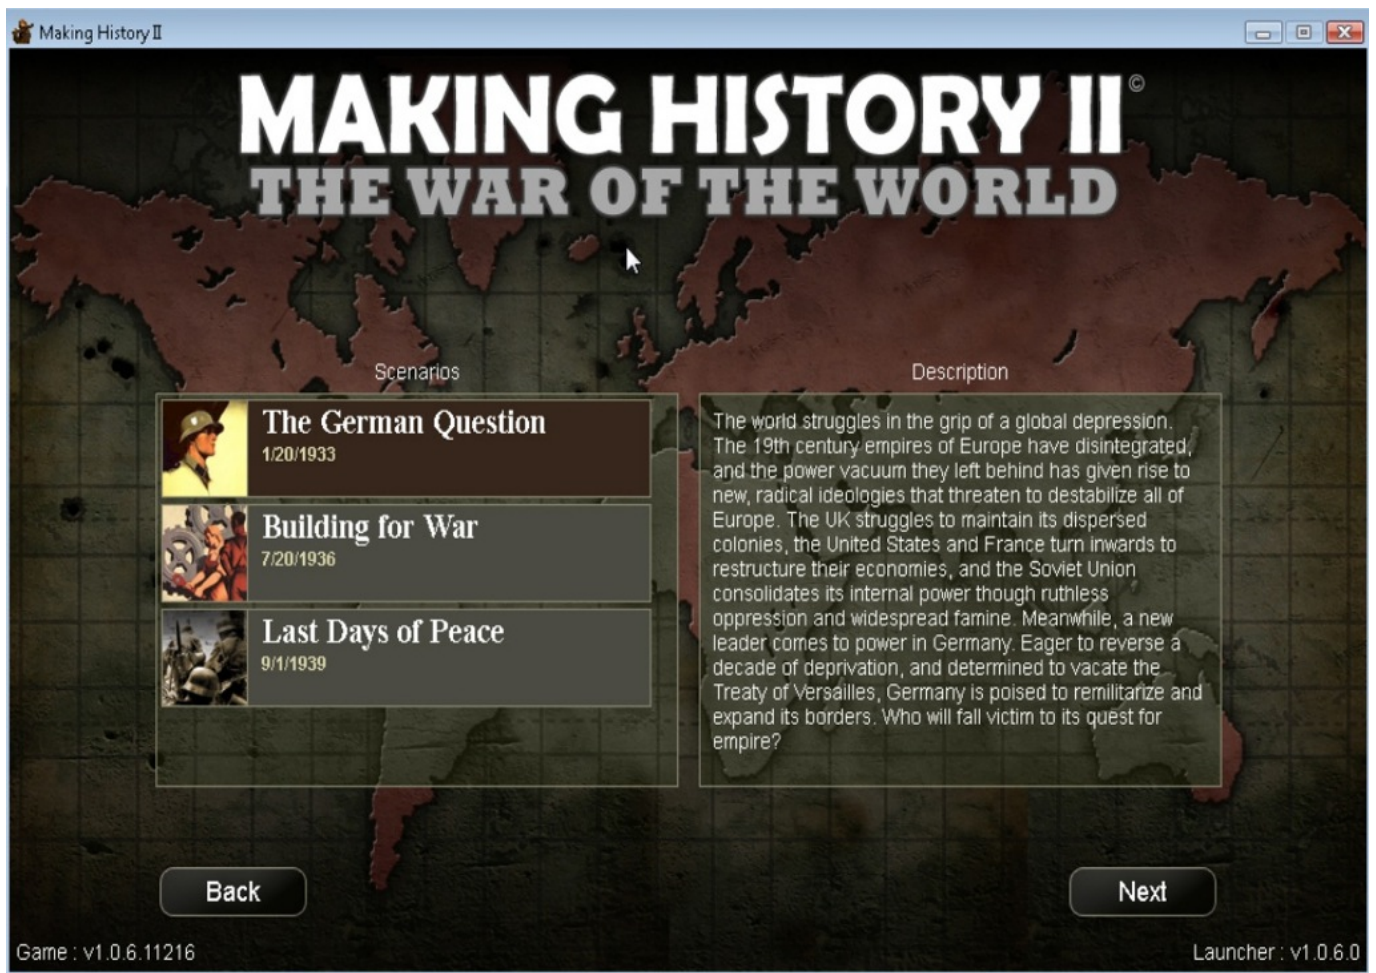 Making History II
MAKING HISTORY II©
THE WAR OF THE WORLD
Scenarios
The German Question
1/20/1933
Building for War
7/20/1936
Last Days of Peace
9/1/1939
Description
The world struggles in the grip of a global depression.
The 19th century empires of Europe have disintegrated,
and the power vacuum they left behind has given rise to
new, radical ideologies that threaten to destabilize all of
Europe. The UK struggles to maintain its dispersed
colonies, the United States and France turn inwards to
restructure their economies, and the Soviet Union
consolidates its internal power though ruthless
oppression and widespread famine. Meanwhile, a new
leader comes to power in Germany. Eager to reverse a
decade of deprivation, and determined to vacate the
Treaty of Versailles, Germany is poised to remilitarize and
expand its borders. Who will fall victim to its quest for
empire?
Back
Next
Game : v1.0.6.11216
Launcher : v1.0.6.0